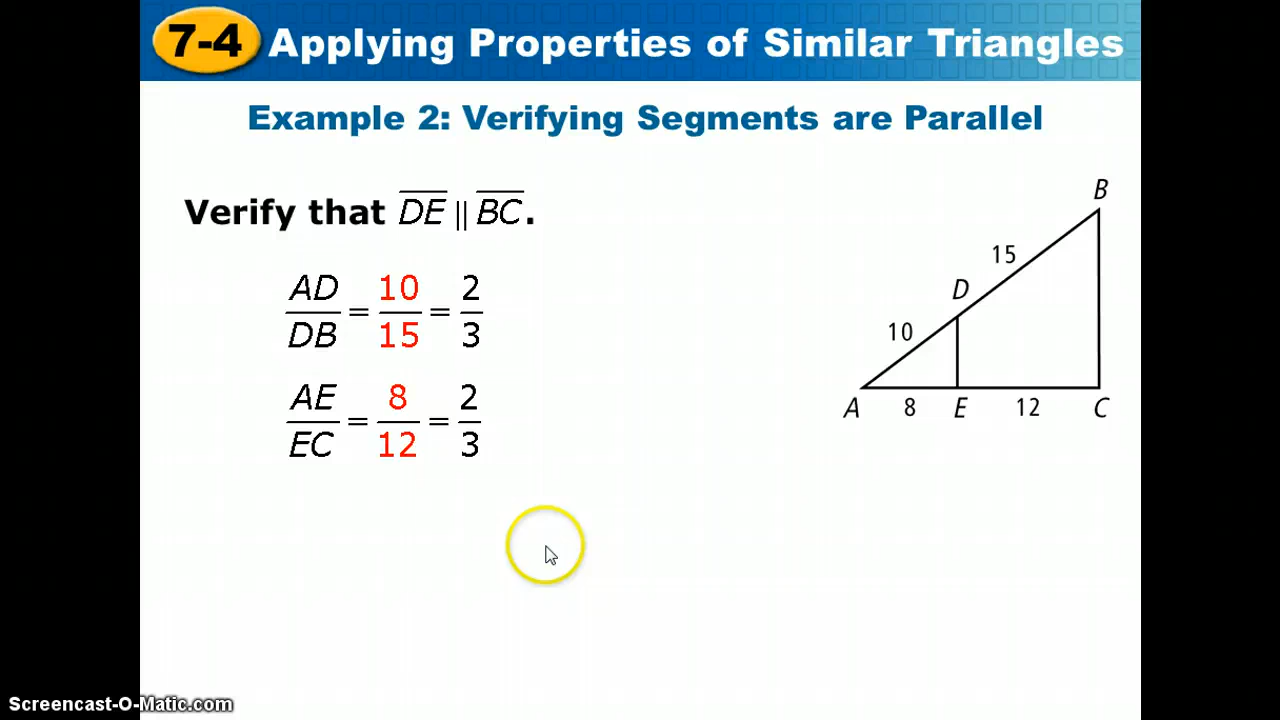 7-4 Applying Properties of Similar Triangles
Example 2: Verifying Segments are Parallel
Verify that DE || BC.
AD/DB = 10/15 = 2/3
AE/EC = 8/12 = 2/3
B
15
D
10
A 8 E 12 C
Screencast-O-Matic.com